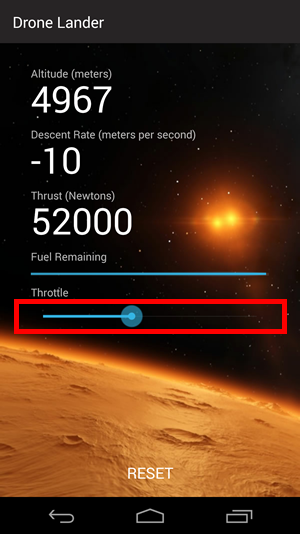 Drone Lander
Altitude (meters)
4967
Descent Rate (meters per second)
-10
Thrust (Newtons)
52000
Fuel Remaining
Throttle
RESET